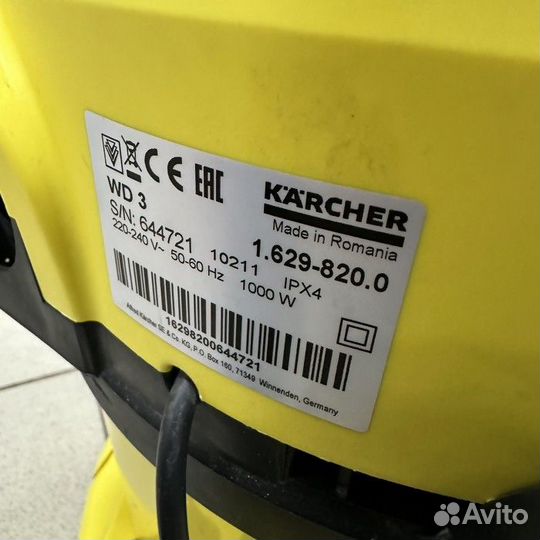 CE EAC
KÄRCHER
Made in Romania
WD 3
1.629-820.0
S/N: 644721 10211 IPX4
220-240 V~ 50-60 Hz 1000 W
16298200644721
Alfred Kärcher SE & Co. KG, P.O. Box 160, 71349 Winnenden, Germany
Avito